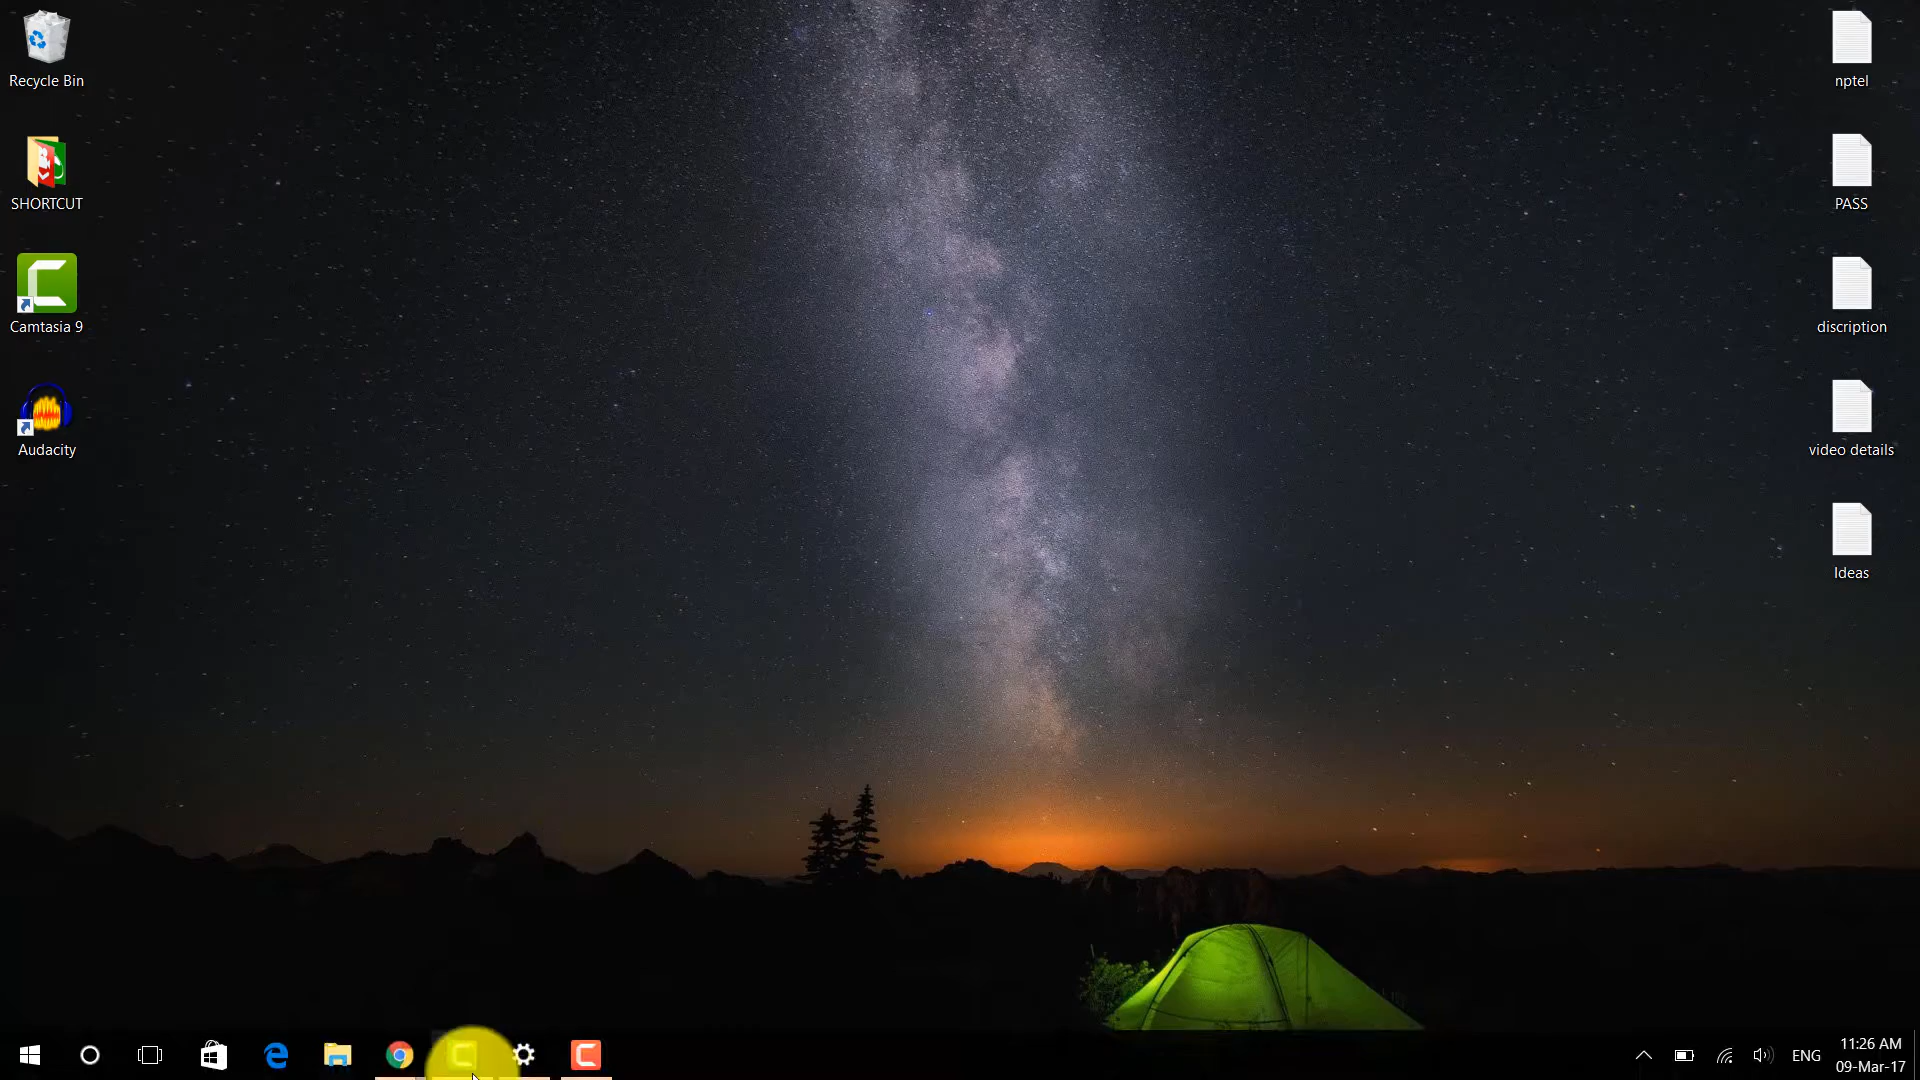 Recycle Bin
SHORTCUT
Camtasia 9
Audacity
nptel
PASS
discription
video details
Ideas
ENG
11:26 AM
09-Mar-17